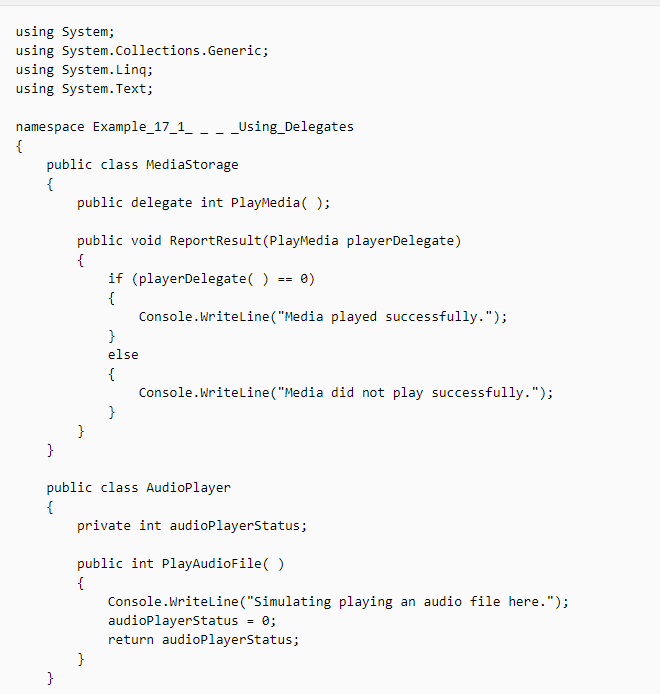 using System;
using System.Collections.Generic;
using System.Linq;
using System.Text;
namespace Example_17_1_ _ _ _Using_Delegates
{
public class MediaStorage
{
public delegate int PlayMedia( );
public void ReportResult(PlayMedia playerDelegate)
{
if (playerDelegate( ) == 0)
{
Console.WriteLine("Media played successfully.");
}
else
{
Console.WriteLine("Media did not play successfully.");
}
}
}
public class AudioPlayer
{
private int audioPlayerStatus;
public int PlayAudioFile( )
{
Console.WriteLine("Simulating playing an audio file here.");
audioPlayerStatus = 0;
return audioPlayerStatus;
}
}